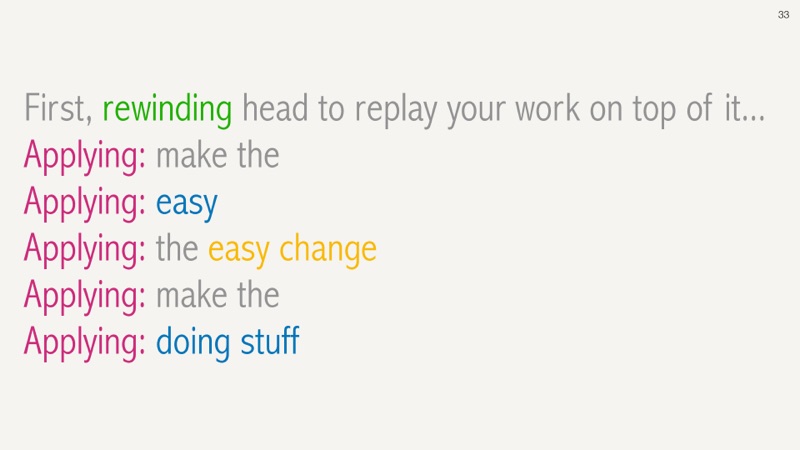 33
First, rewinding head to replay your work on top of it...
Applying: make the
Applying: easy
Applying: the easy change
Applying: make the
Applying: doing stuff